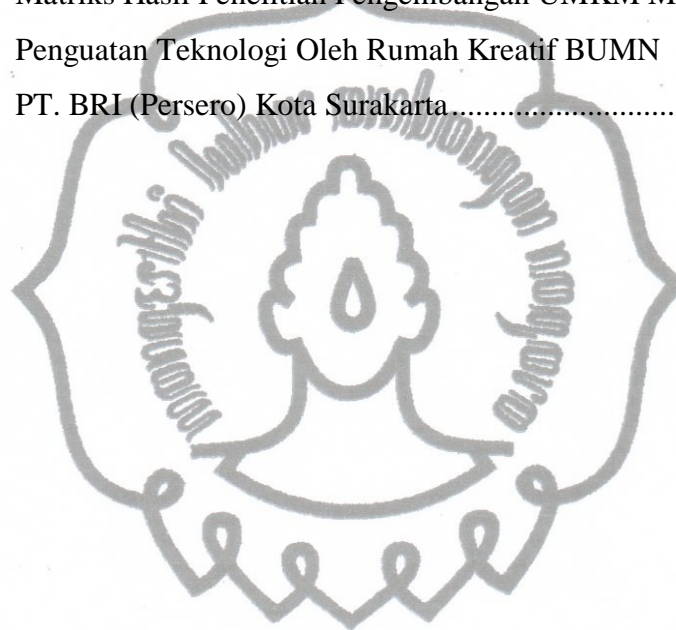 Matriks Hasil Penelitian Pengembangan UMKM M
Penguatan Teknologi Oleh Rumah Kreatif BUMN
PT. BRI (Persero) Kota Surakarta............................